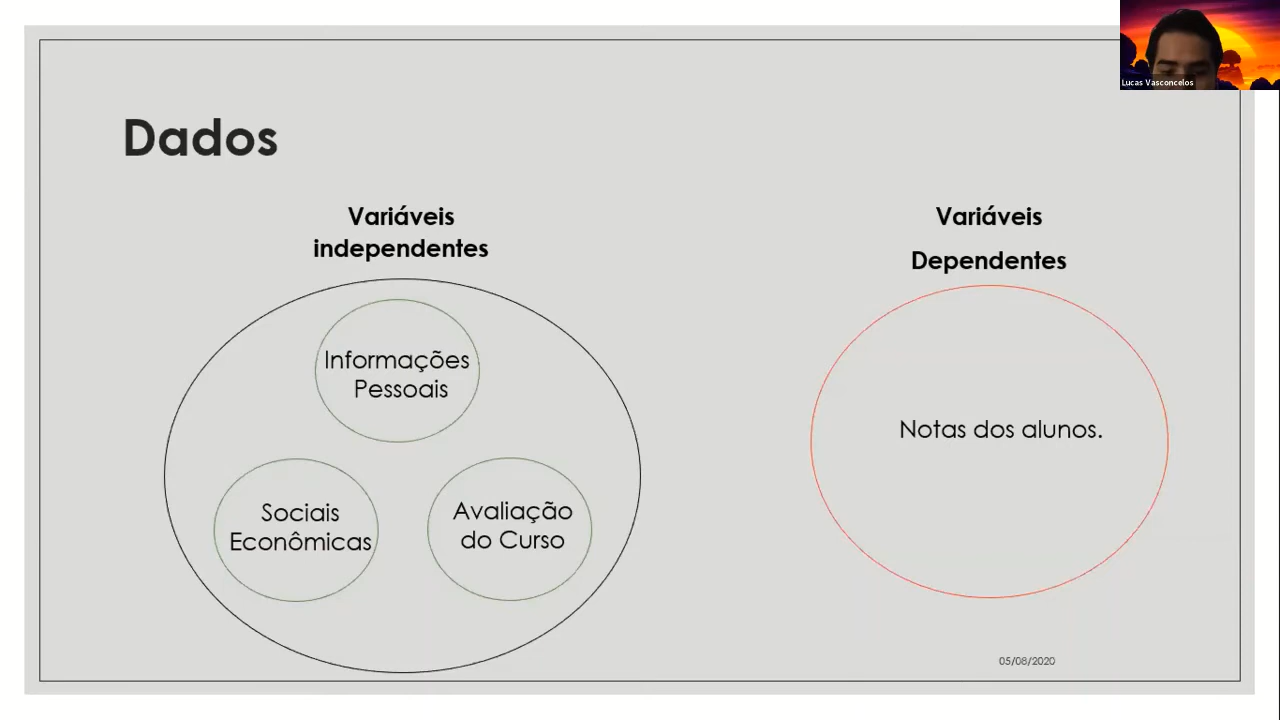 Lucas Vasconcelos
Dados
Variáveis
independentes
Informações
Pessoais
Sociais
Econômicas
Avaliação
do Curso
Variáveis
Dependentes
Notas dos alunos.
05/08/2020